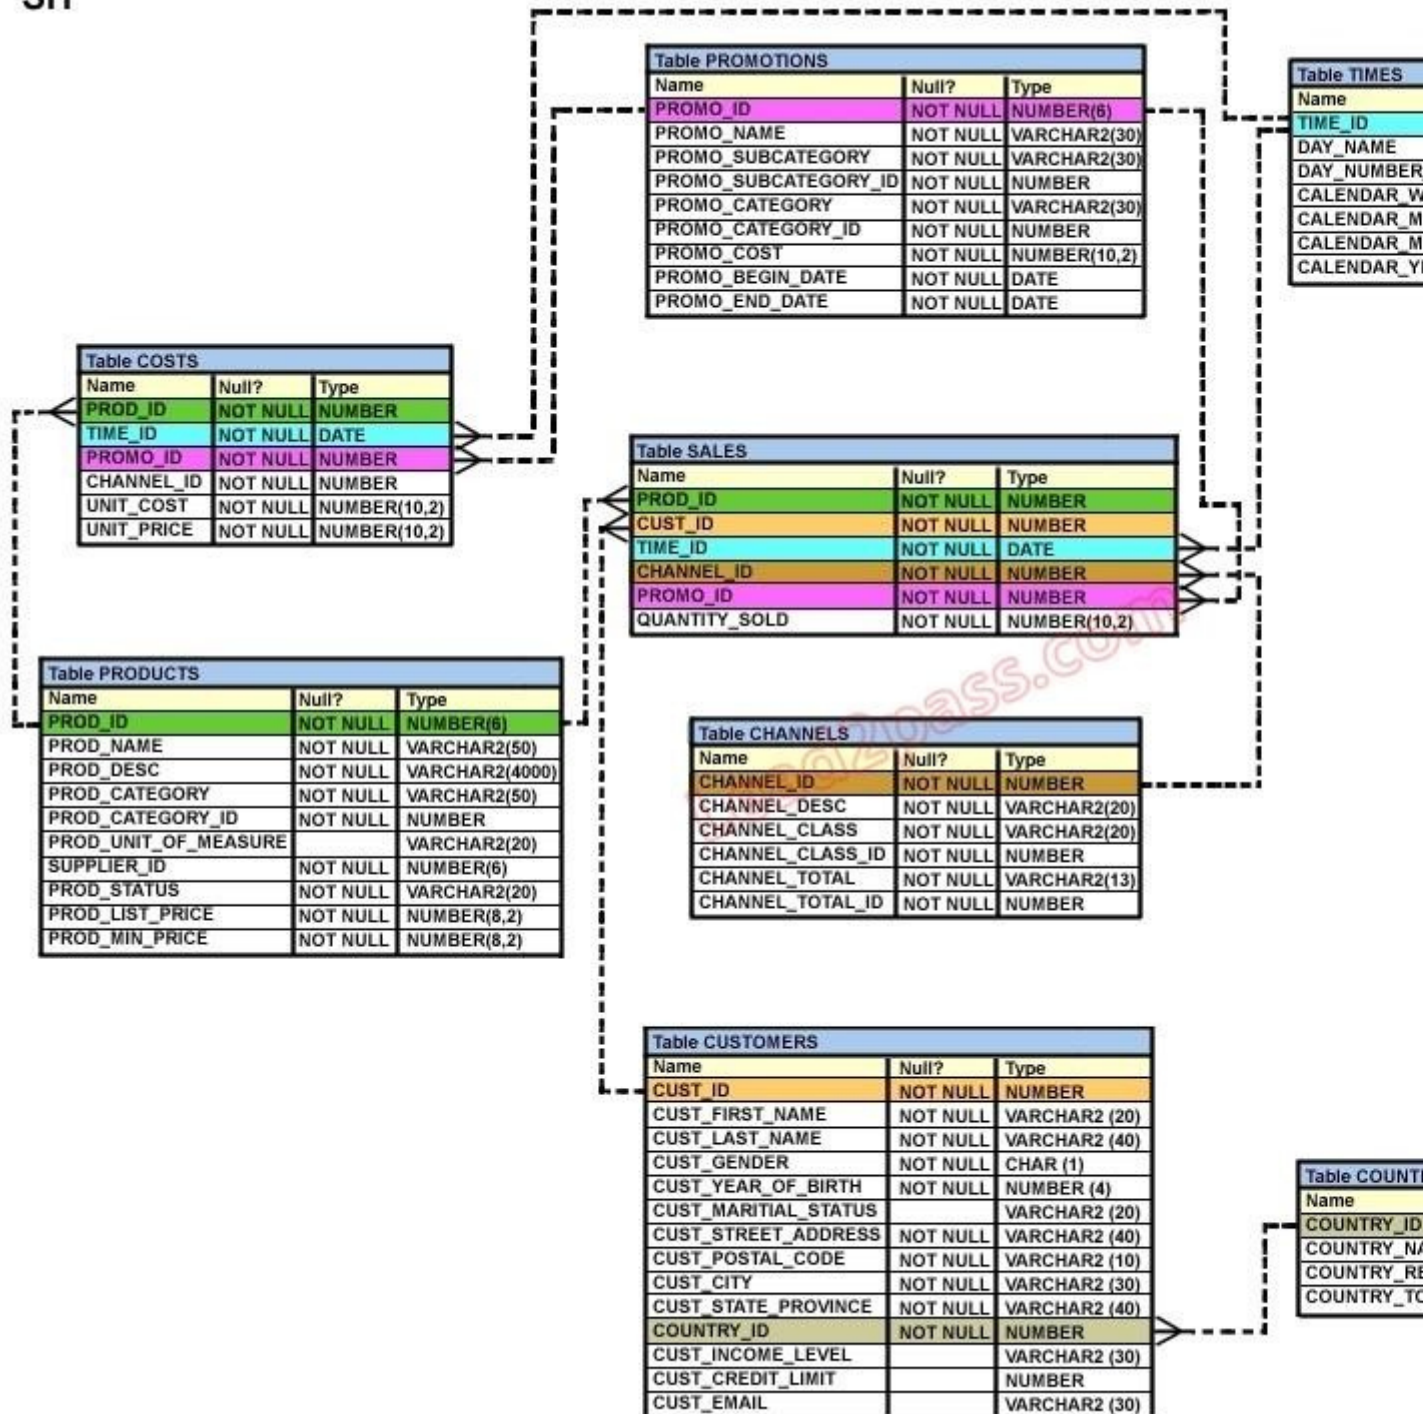 SH
Table PROMOTIONS
Name Null? Type
PROMO_ID NOT NULL NUMBER(6)
PROMO_NAME NOT NULL VARCHAR2(30)
PROMO_SUBCATEGORY NOT NULL VARCHAR2(30)
PROMO_SUBCATEGORY_ID NOT NULL NUMBER
PROMO_CATEGORY NOT NULL VARCHAR2(30)
PROMO_CATEGORY_ID NOT NULL NUMBER
PROMO_COST NOT NULL NUMBER(10,2)
PROMO_BEGIN_DATE NOT NULL DATE
PROMO_END_DATE NOT NULL DATE
Table TIMES
Name
TIME_ID
DAY_NAME
DAY_NUMBER
CALENDAR_W
CALENDAR_M
CALENDAR_M
CALENDAR_Y
Table COSTS
Name Null? Type
PROD_ID NOT NULL NUMBER
TIME_ID NOT NULL DATE
PROMO_ID NOT NULL NUMBER
CHANNEL_ID NOT NULL NUMBER
UNIT_COST NOT NULL NUMBER(10,2)
UNIT_PRICE NOT NULL NUMBER(10,2)
Table SALES
Name Null? Type
PROD_ID NOT NULL NUMBER
CUST_ID NOT NULL NUMBER
TIME_ID NOT NULL DATE
CHANNEL_ID NOT NULL NUMBER
PROMO_ID NOT NULL NUMBER
QUANTITY_SOLD NOT NULL NUMBER(10,2)
Table PRODUCTS
Name Null? Type
PROD_ID NOT NULL NUMBER(6)
PROD_NAME NOT NULL VARCHAR2(50)
PROD_DESC NOT NULL VARCHAR2(4000)
PROD_CATEGORY NOT NULL VARCHAR2(50)
PROD_CATEGORY_ID NOT NULL NUMBER
PROD_UNIT_OF_MEASURE VARCHAR2(20)
SUPPLIER_ID NOT NULL NUMBER(6)
PROD_STATUS NOT NULL VARCHAR2(20)
PROD_LIST_PRICE NOT NULL NUMBER(8,2)
PROD_MIN_PRICE NOT NULL NUMBER(8,2)
Table CHANNELS
Name Null? Type
CHANNEL_ID NOT NULL NUMBER
CHANNEL_DESC NOT NULL VARCHAR2(20)
CHANNEL_CLASS NOT NULL VARCHAR2(20)
CHANNEL_CLASS_ID NOT NULL NUMBER
CHANNEL_TOTAL NOT NULL VARCHAR2(13)
CHANNEL_TOTAL_ID NOT NULL NUMBER
Table CUSTOMERS
Name Null? Type
CUST_ID NOT NULL NUMBER
CUST_FIRST_NAME NOT NULL VARCHAR2 (20)
CUST_LAST_NAME NOT NULL VARCHAR2 (40)
CUST_GENDER NOT NULL CHAR (1)
CUST_YEAR_OF_BIRTH NOT NULL NUMBER (4)
CUST_MARITIAL_STATUS VARCHAR2 (20)
CUST_STREET_ADDRESS NOT NULL VARCHAR2 (40)
CUST_POSTAL_CODE NOT NULL VARCHAR2 (10)
CUST_CITY NOT NULL VARCHAR2 (30)
CUST_STATE_PROVINCE NOT NULL VARCHAR2 (40)
COUNTRY_ID NOT NULL NUMBER
CUST_INCOME_LEVEL VARCHAR2 (30)
CUST_CREDIT_LIMIT NUMBER
CUST_EMAIL VARCHAR2 (30)
Table COUNT
Name
COUNTRY_ID
COUNTRY_NA
COUNTRY_RE
COUNTRY_TO